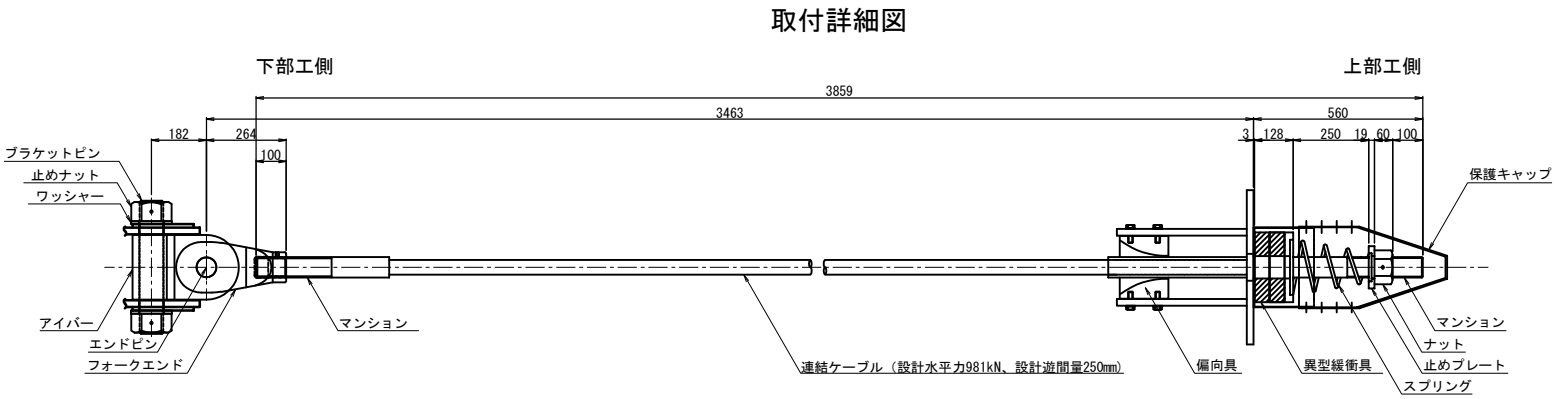 取付詳細図
下部工側
上部工側
3859
3463
560
182
264
3
128
250
19
60
100
100
ブラケットピン
止めナット
ワッシャー
保護キャップ
アイバー
エンドピン
フォークエンド
マンション
連結ケーブル（設計水平力981kN、設計遊間量250mm）
偏向具
異型緩衝具
マンション
ナット
止めプレート
スプリング